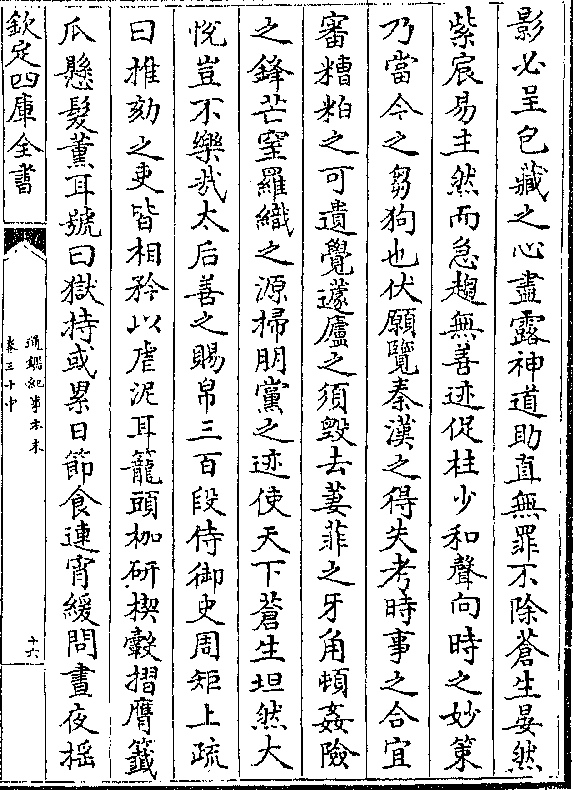 影必呈包藏之心盡露神道助直無罪不除蒼生晏然
紫宸易主然而急趨無善迹促柱少和聲向時之妙策
乃當今之芻狗也伏願覽秦漢之得失考時事之合宜
審糟粕之可遺覺蘧廬之須毀去萋菲之牙角頓姦險
之鋒芒窒羅織之源掃朋黨之迹使天下蒼生坦然大
悅豈不樂哉太后善之賜帛三百段侍御史周矩上疏
曰推劾之吏皆相矜以虐泥耳籠頭枷研楔轂摺膺籤
爪懸髮薰耳號曰獄持或累日節食連宵緩問晝夜搖
欽定四庫全書
通鑑紀事本末
卷三十中
十六